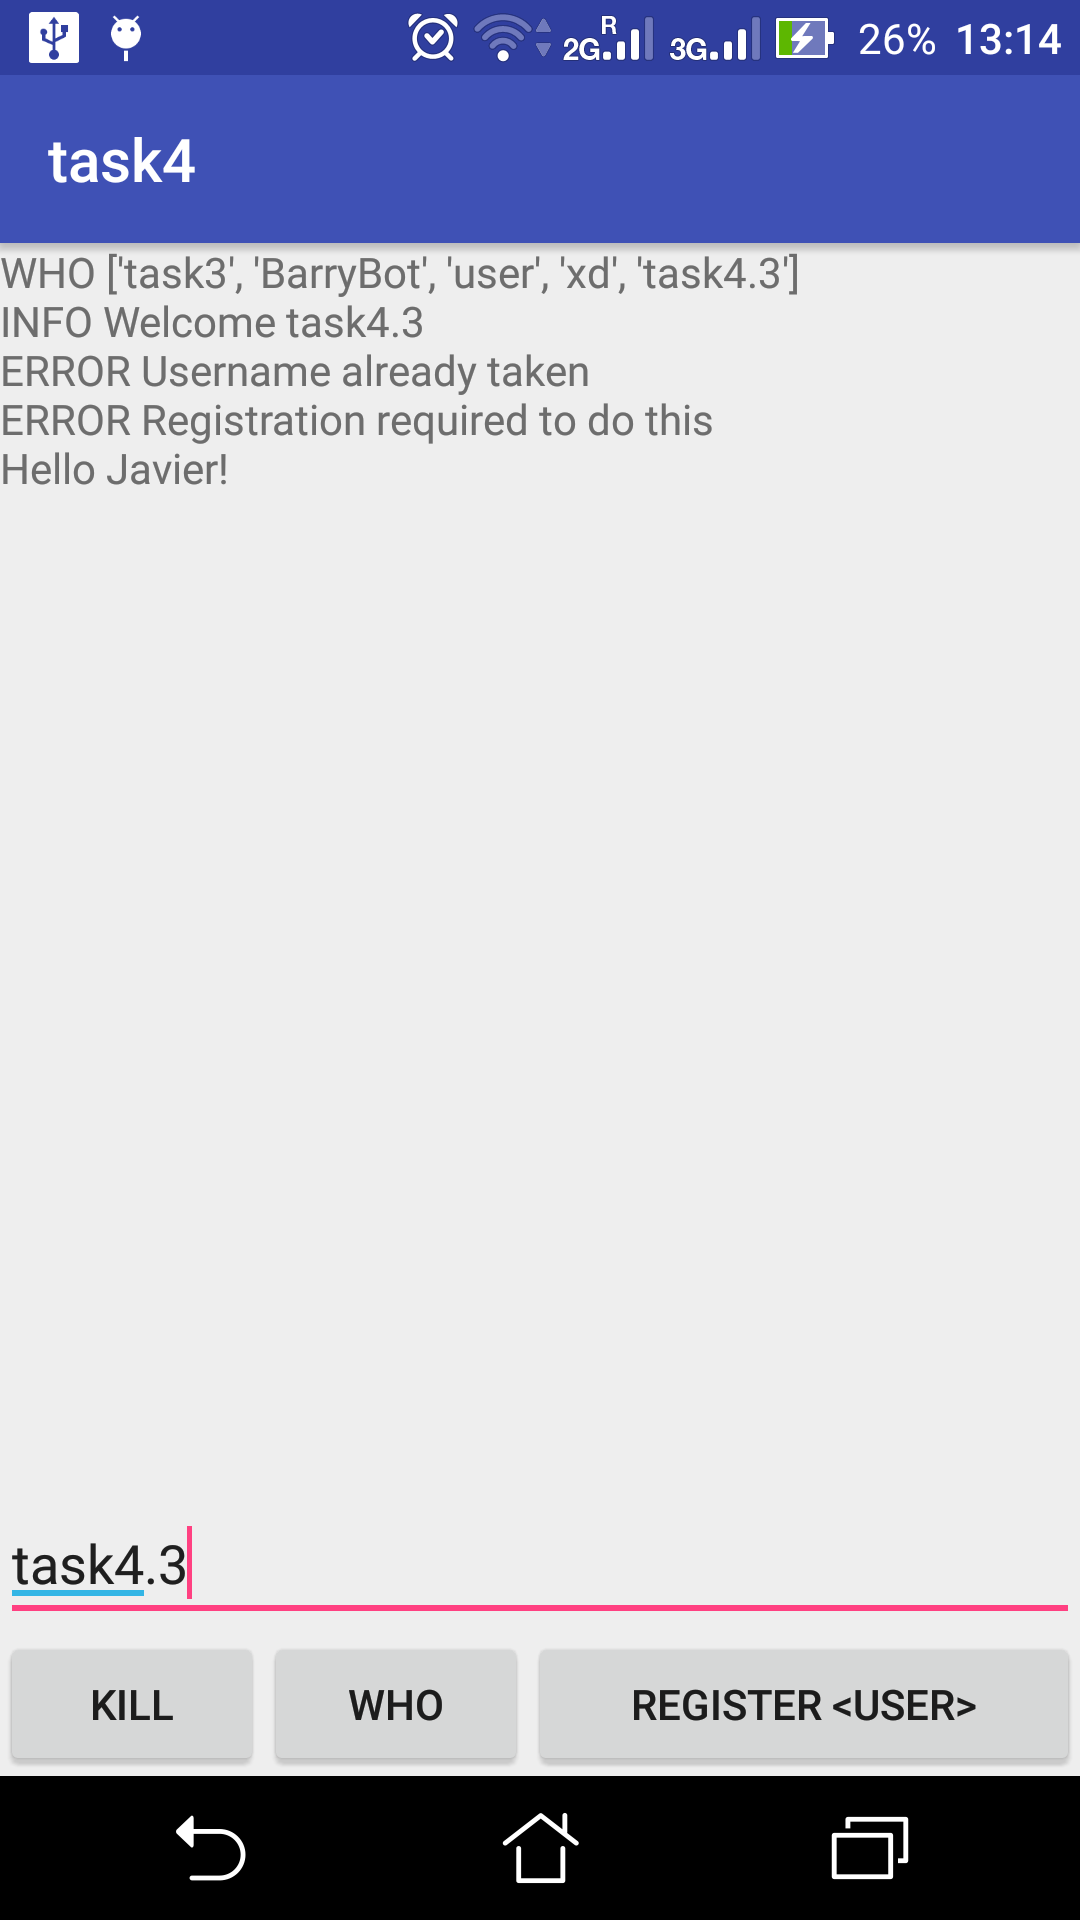 2G R 3G 26% 13:14
task4
WHO ['task3', 'BarryBot', 'user', 'xd', 'task4.3']
INFO Welcome task4.3
ERROR Username already taken
ERROR Registration required to do this
Hello Javier!
task4.3
KILL WHO REGISTER <USER>